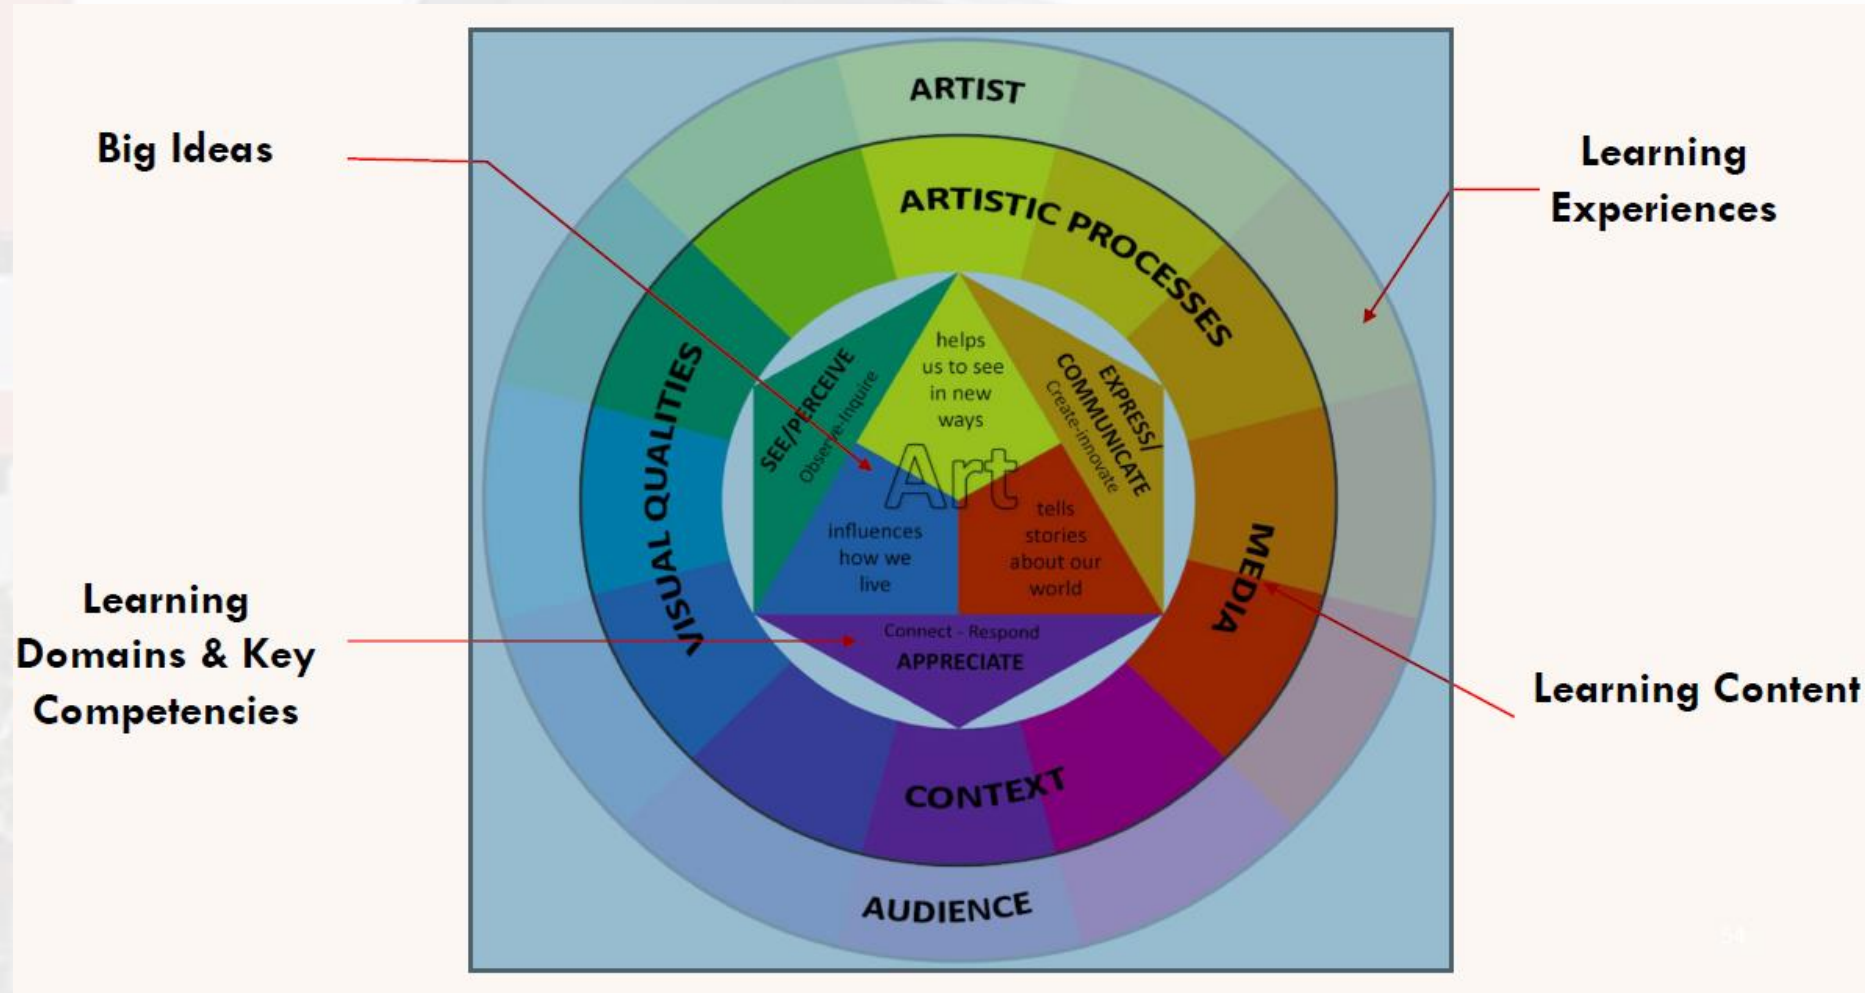 ARTIST
Big Ideas
Learning
Experiences
ARTISTIC PROCESSES
helps
us to see
in new
ways
SEE/PERCEIVE
Observe-Inquire
EXPRESS/
COMMUNICATE
Create-innovate
Art
VISUAL QUALITIES
influences
how we
live
tells
stories
about our
world
MEDIA
Learning
Domains & Key
Competencies
Connect - Respond
APPRECIATE
Learning Content
CONTEXT
AUDIENCE
54